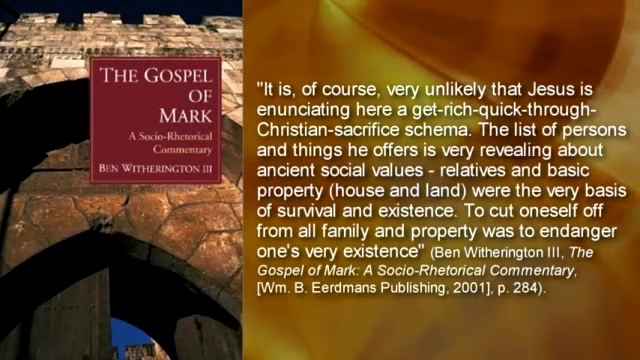 THE GOSPEL
OF
MARK
A Socio-Rhetorical
Commentary
BEN WITHERINGTON III
"It is, of course, very unlikely that Jesus is
enunciating here a get-rich-quick-through-
Christian-sacrifice schema. The list of persons
and things he offers is very revealing about
ancient social values - relatives and basic
property (house and land) were the very basis
of survival and existence. To cut oneself off
from all family and property was to endanger
one's very existence" (Ben Witherington III, The
Gospel of Mark: A Socio-Rhetorical Commentary,
[Wm. B. Eerdmans Publishing, 2001], p. 284).